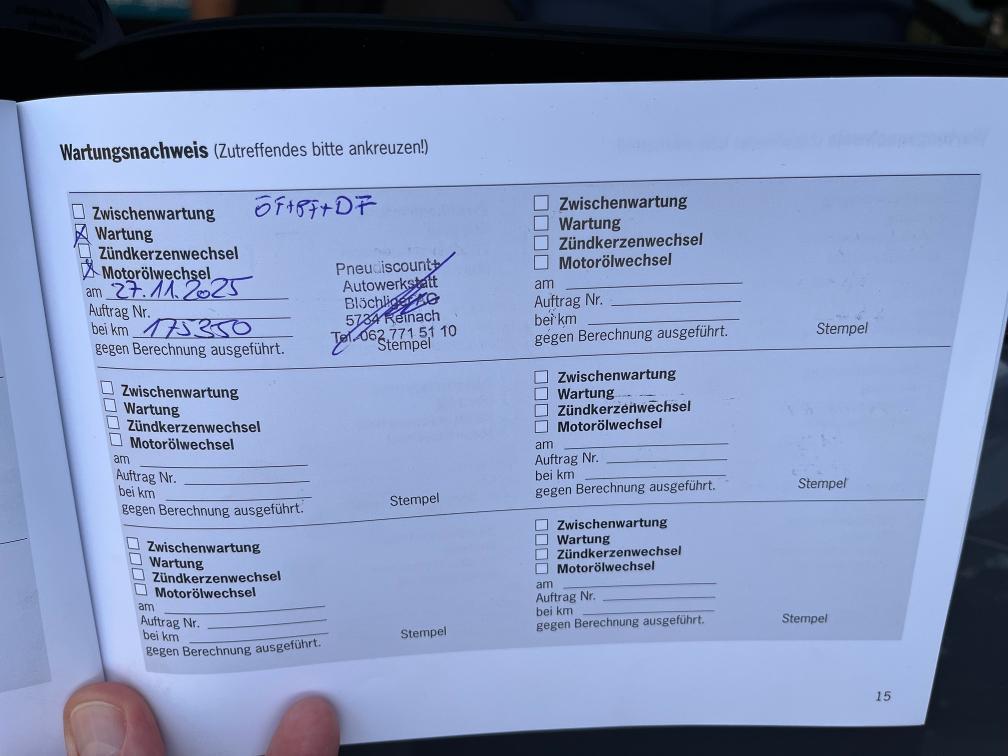 Wartungsnachweis (Zutreffendes bitte ankreuzen!)
Zwischenwartung ÖF+BF+DF
Wartung
Zündkerzenwechsel
Motorölwechsel
am 27.11.2025
Auftrag Nr.
bei km 175350
gegen Berechnung ausgeführt.
Pneudiscount+
Autowerkstatt
Blöchliger AG
5734 Reinach
Tel. 062 771 51 10
Stempel
Zwischenwartung
Wartung
Zündkerzenwechsel
Motorölwechsel
am
Auftrag Nr.
bei km
gegen Berechnung ausgeführt.
Stempel
Zwischenwartung
Wartung
Zündkerzenwechsel
Motorölwechsel
am
Auftrag Nr.
bei km
gegen Berechnung ausgeführt.
Stempel
Zwischenwartung
Wartung
Zündkerzenwechsel
Motorölwechsel
am
Auftrag Nr.
bei km
gegen Berechnung ausgeführt.
Stempel
Zwischenwartung
Wartung
Zündkerzenwechsel
Motorölwechsel
am
Auftrag Nr.
bei km
gegen Berechnung ausgeführt.
Stempel
Zwischenwartung
Wartung
Zündkerzenwechsel
Motorölwechsel
am
Auftrag Nr.
bei km
gegen Berechnung ausgeführt.
Stempel
15